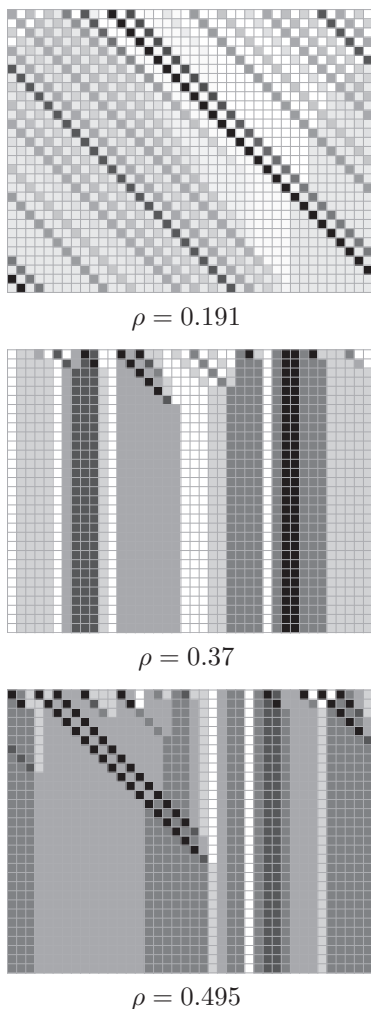 ρ = 0.191
ρ = 0.37
ρ = 0.495